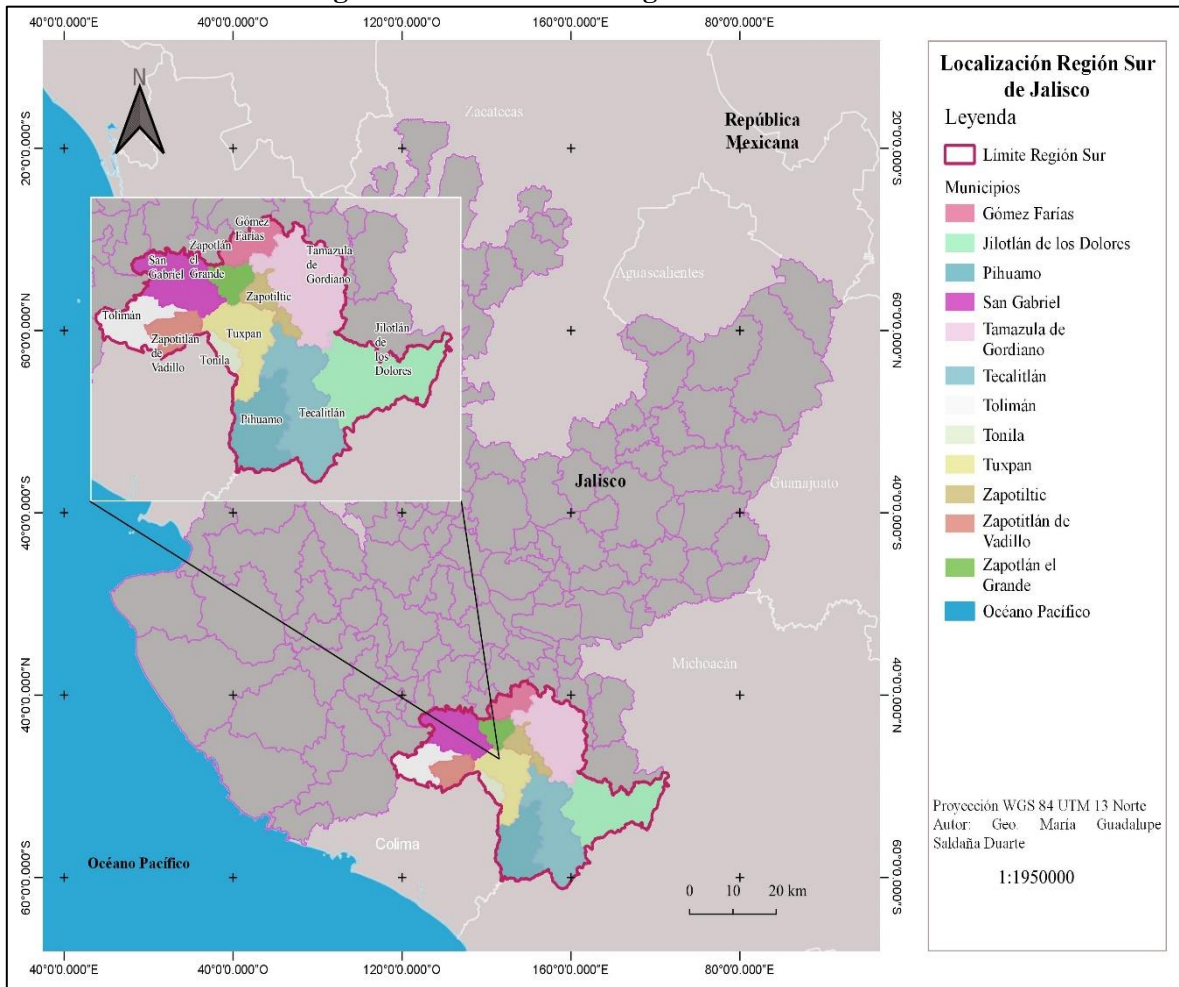 40°0'0.000"O 40°0'0.000"E 120°0'0.000"O 160°0'0.000"E 80°0'0.000"E
N
Zacatecas
República
Mexicana
20°0'0.000"S
20°0'0.000"S
Gómez
Farías
Zapotlán
el
Grande
San
Gabriel
Tamazula
de
Gordiano
Zapotiltic
Tolimán
Tuxpan
Zapotitlán
de
Vadillo
Tonila
Jilotlán
de
los
Dolores
Pihuamo
Tecalitlán
Aguascalientes
60°0'0.000"N
60°0'0.000"N
Jalisco
Guanajuato
40°0'0.000"S
40°0'0.000"S
Michoacán
40°0'0.000"N
40°0'0.000"N
Colima
Océano Pacífico
60°0'0.000"S
60°0'0.000"S
0 10 20 km
40°0'0.000"E 40°0'0.000"O 120°0'0.000"E 160°0'0.000"E 80°0'0.000"E
Localización Región Sur
de Jalisco
Leyenda
Límite Región Sur
Municipios
Gómez Farías
Jilotlán de los Dolores
Pihuamo
San Gabriel
Tamazula de
Gordiano
Tecalitlán
Tolimán
Tonila
Tuxpan
Zapotiltic
Zapotitlán de
Vadillo
Zapotlán el
Grande
Océano Pacífico
Proyección WGS 84 UTM 13 Norte
Autor: Geo. María Guadalupe
Saldaña Duarte
1:1950000